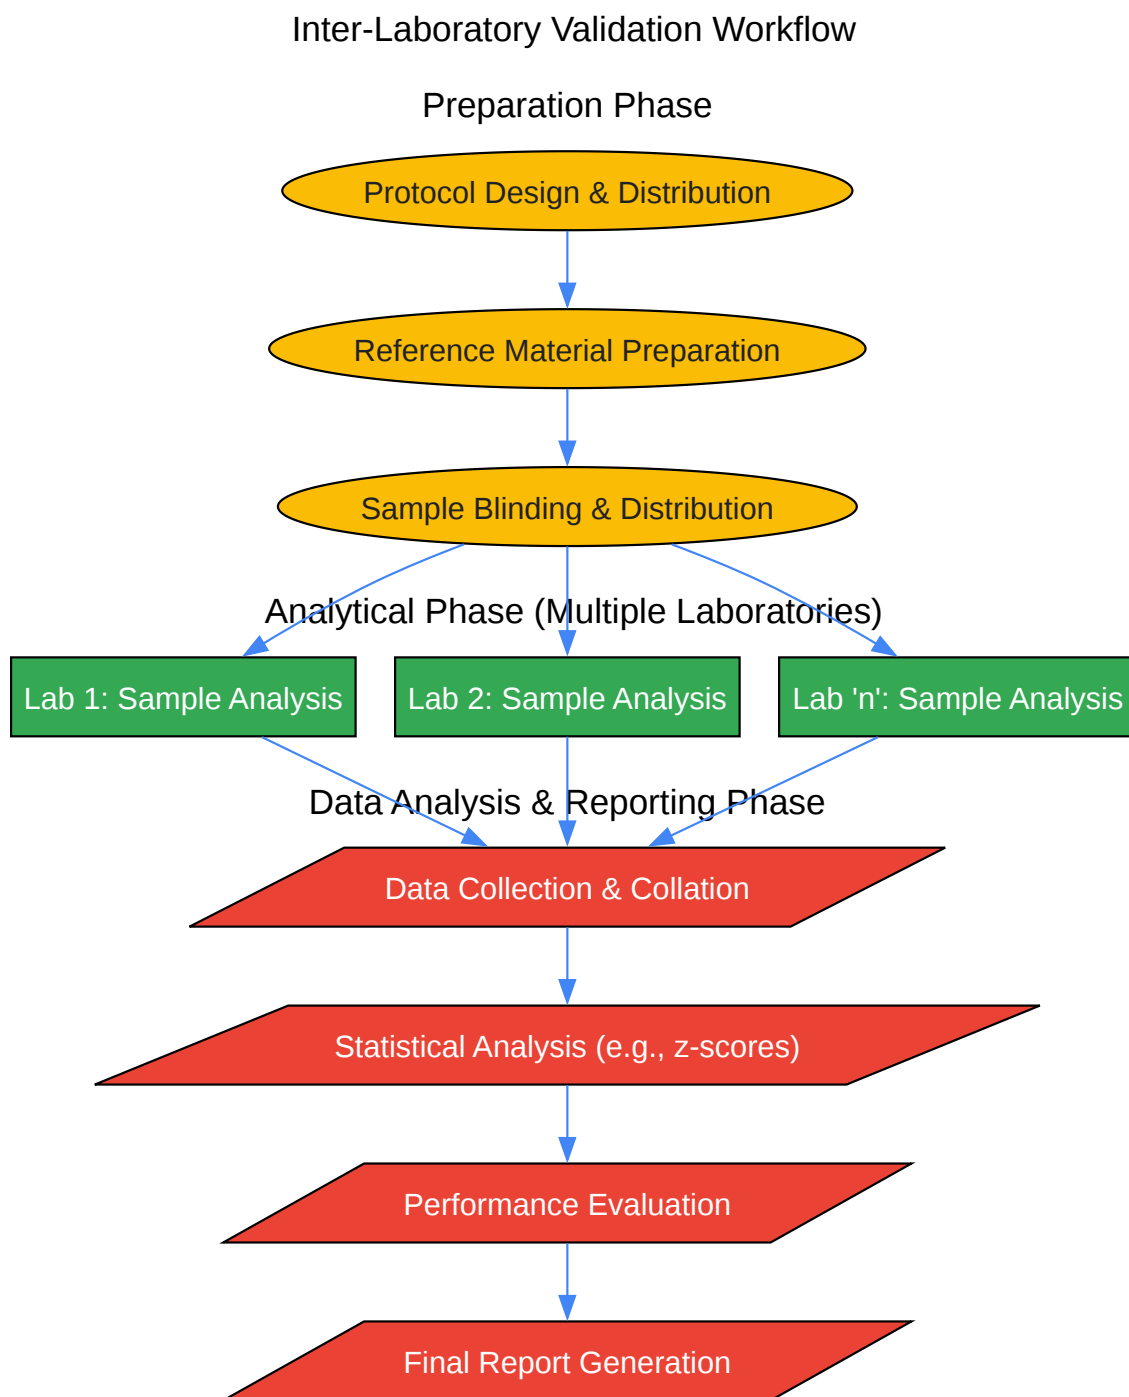 Inter-Laboratory Validation Workflow
Preparation Phase
Protocol Design & Distribution
Reference Material Preparation
Sample Blinding & Distribution
Analytical Phase (Multiple Laboratories)
Lab 1: Sample Analysis
Lab 2: Sample Analysis
Lab 'n': Sample Analysis
Data Analysis & Reporting Phase
Data Collection & Collation
Statistical Analysis (e.g., z-scores)
Performance Evaluation
Final Report Generation